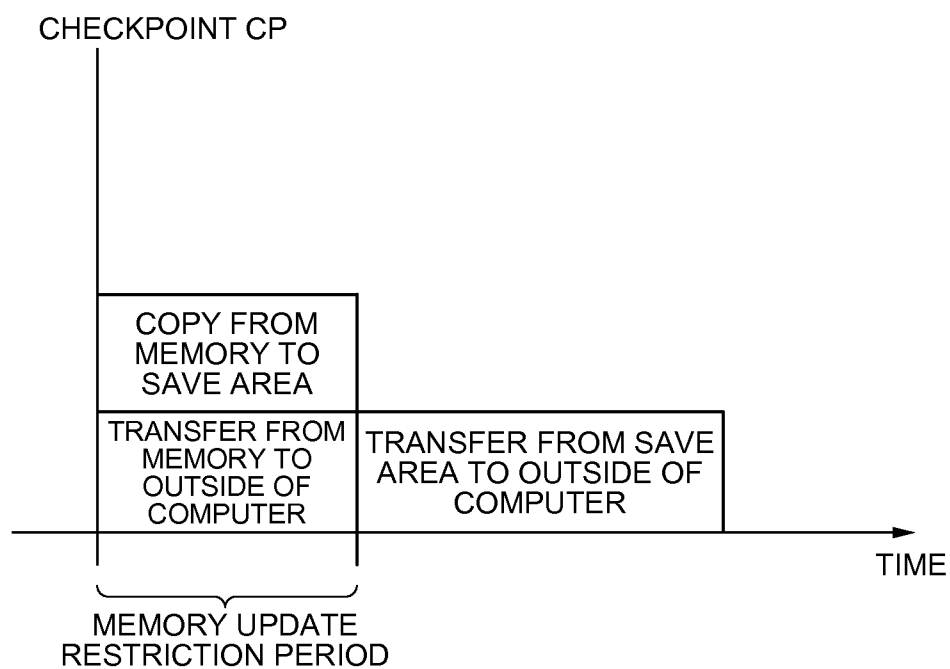 CHECKPOINT CP
COPY FROM
MEMORY TO
SAVE AREA
TRANSFER FROM
MEMORY TO
OUTSIDE OF
COMPUTER
TRANSFER FROM SAVE
AREA TO OUTSIDE OF
COMPUTER
TIME
MEMORY UPDATE
RESTRICTION PERIOD